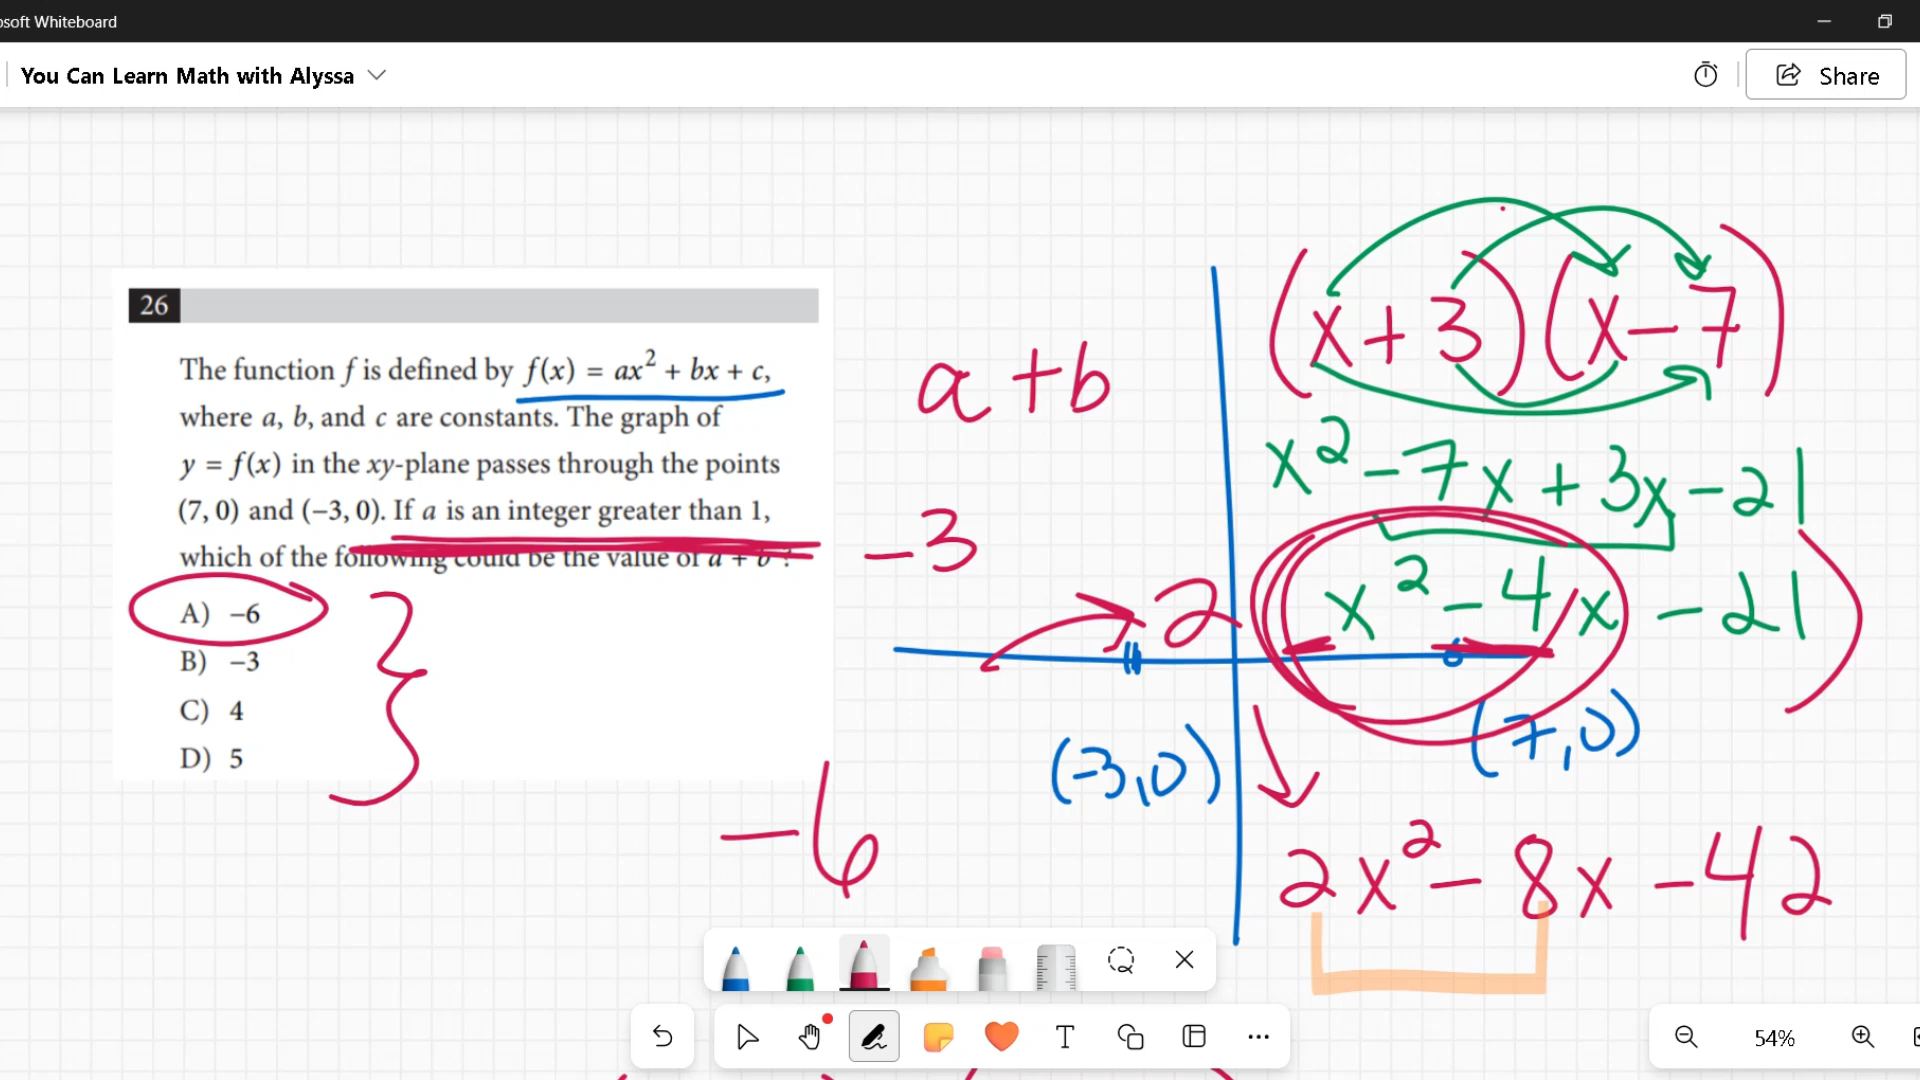 osoft Whiteboard
You Can Learn Math with Alyssa
Share
26
The function f is defined by f(x) = ax² + bx + c,
where a, b, and c are constants. The graph of
y = f(x) in the xy-plane passes through the points
(7, 0) and (−3, 0). If a is an integer greater than 1,
which of the following could be the value of a + b ?
A) −6
B) −3
C) 4
D) 5
a + b
−3
−6
(x + 3)(x − 7)
x² − 7x + 3x − 21
2(x² − 4x − 21)
(−3,0)
(7,0)
2x² − 8x − 42
54%